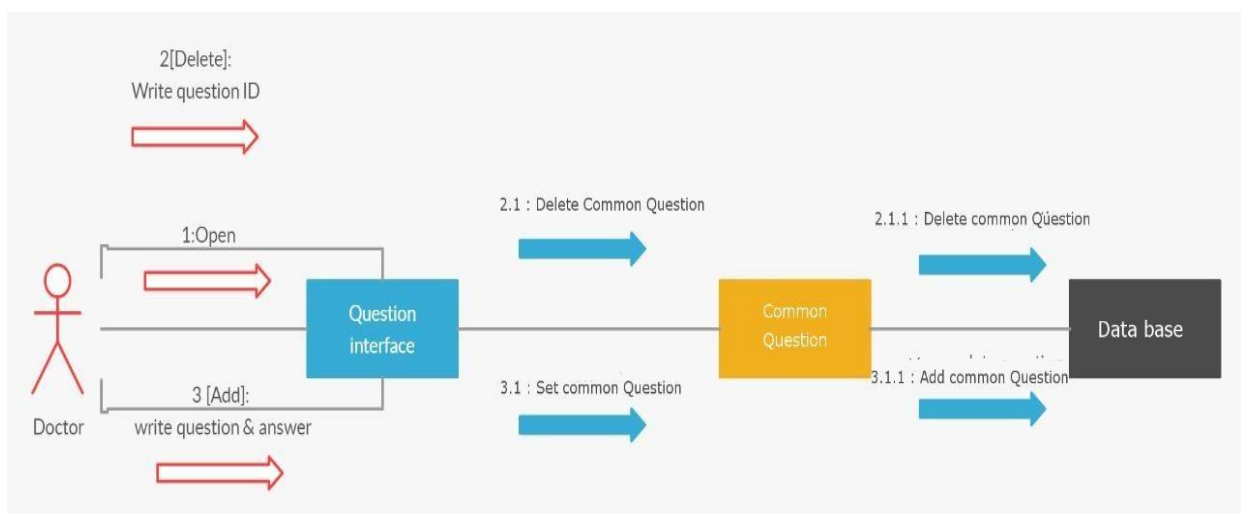 2[Delete]:
Write question ID
2.1 : Delete Common Question
2.1.1 : Delete common Question
1:Open
Question
interface
Common
Question
Data base
3 [Add]:
write question & answer
3.1 : Set common Question
3.1.1 : Add common Question
Doctor